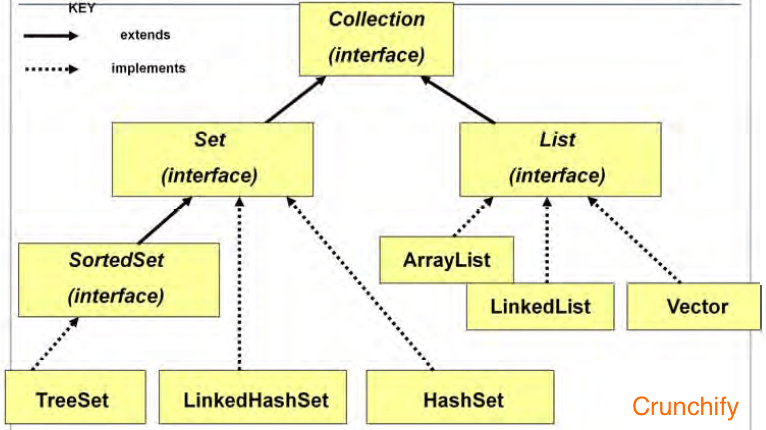 KEY
extends
implements
Collection
(interface)
Set
(interface)
List
(interface)
SortedSet
(interface)
ArrayList
LinkedList
Vector
TreeSet
LinkedHashSet
HashSet
Crunchify